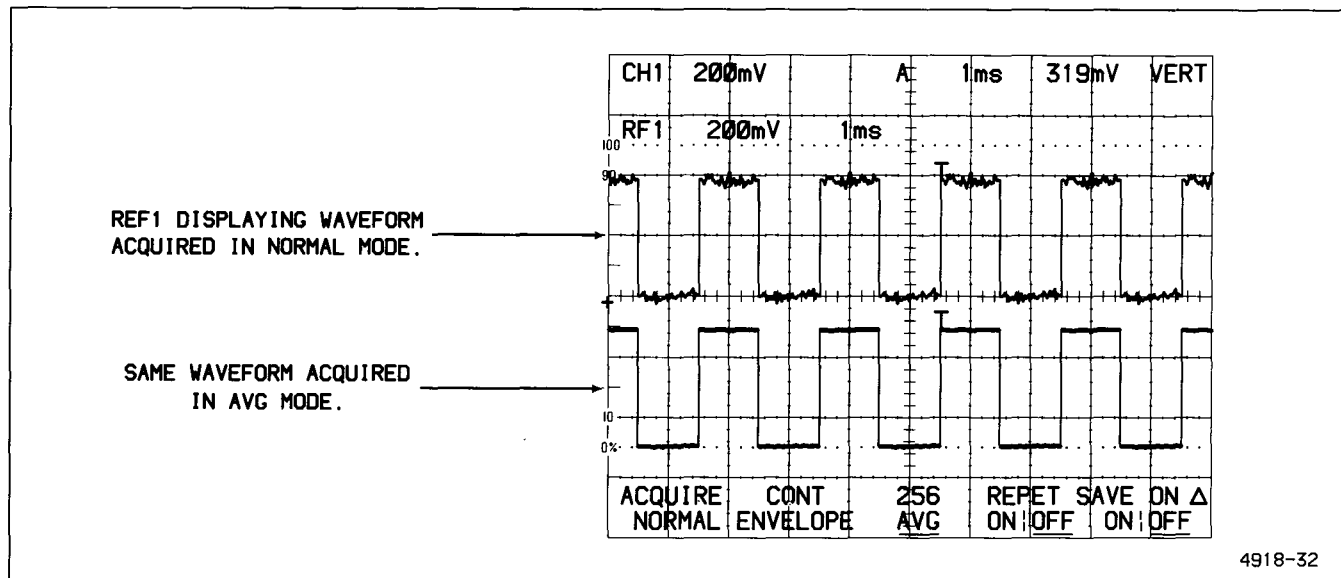 CH1 200mV A 1ms 319mV VERT
RF1 200mV 1ms
100
90
REF1 DISPLAYING WAVEFORM
ACQUIRED IN NORMAL MODE.
SAME WAVEFORM ACQUIRED
IN AVG MODE.
10
0%
ACQUIRE CONT 256 REPET SAVE ON Δ
NORMAL ENVELOPE AVG ON¦OFF ON¦OFF
4918-32